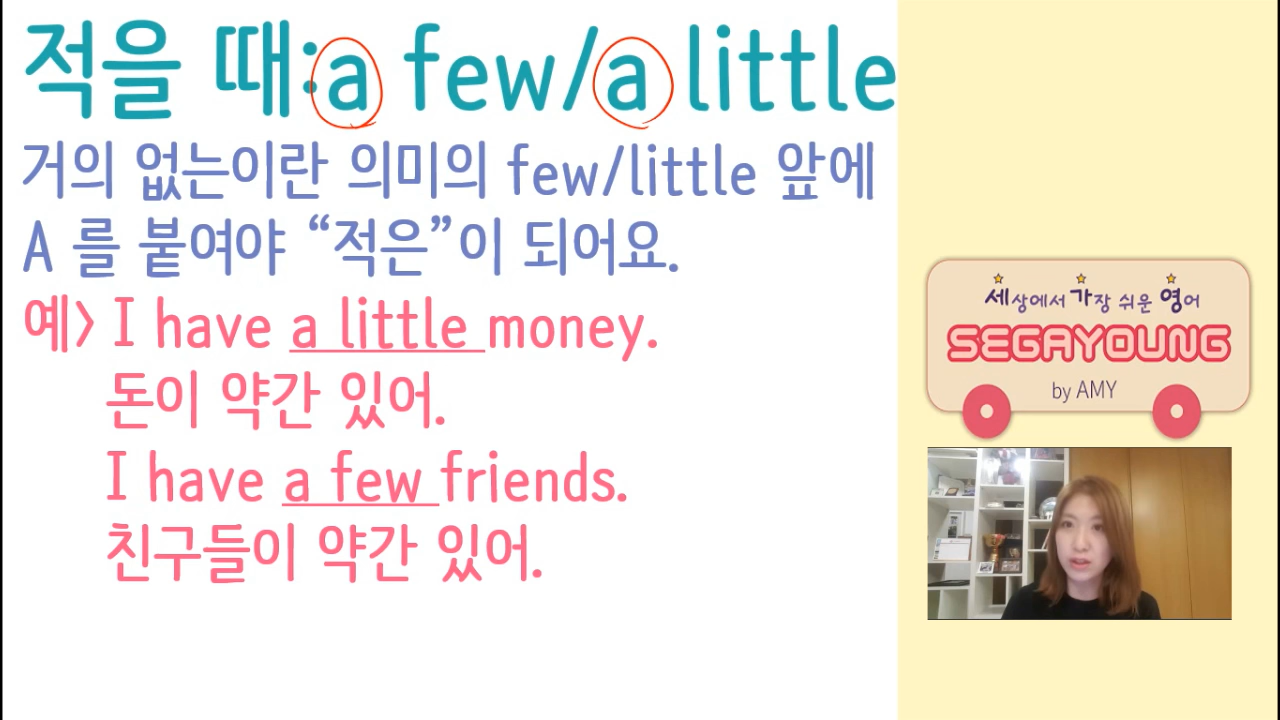 적을 때:a few/a little
거의 없는이란 의미의 few/little 앞에
A 를 붙여야 “적은”이 되어요.
예> I have a little money.
돈이 약간 있어.
I have a few friends.
친구들이 약간 있어.
세상에서 가장 쉬운 영어
SEGAYOUNG
by AMY